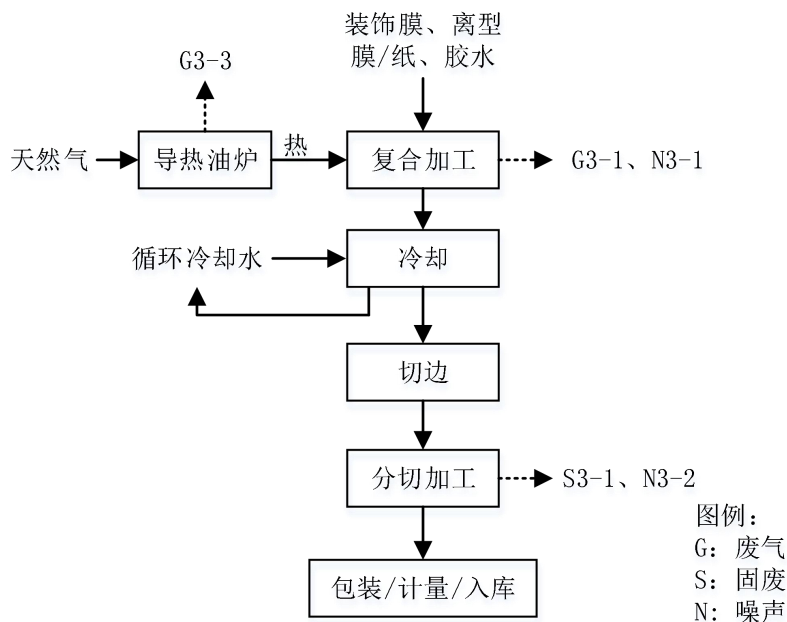 装饰膜、离型
膜/纸、胶水
G3-3
天然气
导热油炉
热
复合加工
G3-1、N3-1
循环冷却水
冷却
切边
分切加工
S3-1、N3-2
包装/计量/入库
图例：
G：废气
S：固废
N：噪声